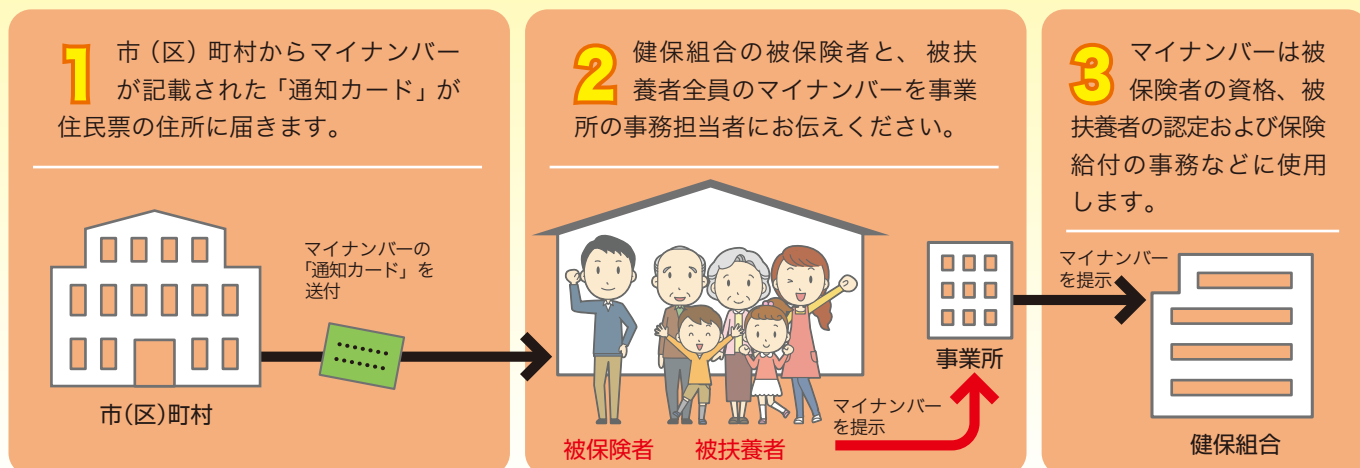 1
市（区）町村からマイナンバー
が記載された「通知カード」が
住民票の住所に届きます。
マイナンバーの
「通知カード」を
送付
市(区)町村
2
健保組合の被保険者と、被扶
養者全員のマイナンバーを事業
所の事務担当者にお伝えください。
事業所
マイナンバー
を提示
被保険者
被扶養者
3
マイナンバーは被
保険者の資格、被
扶養者の認定および保険
給付の事務などに使用
します。
マイナンバー
を提示
健保組合